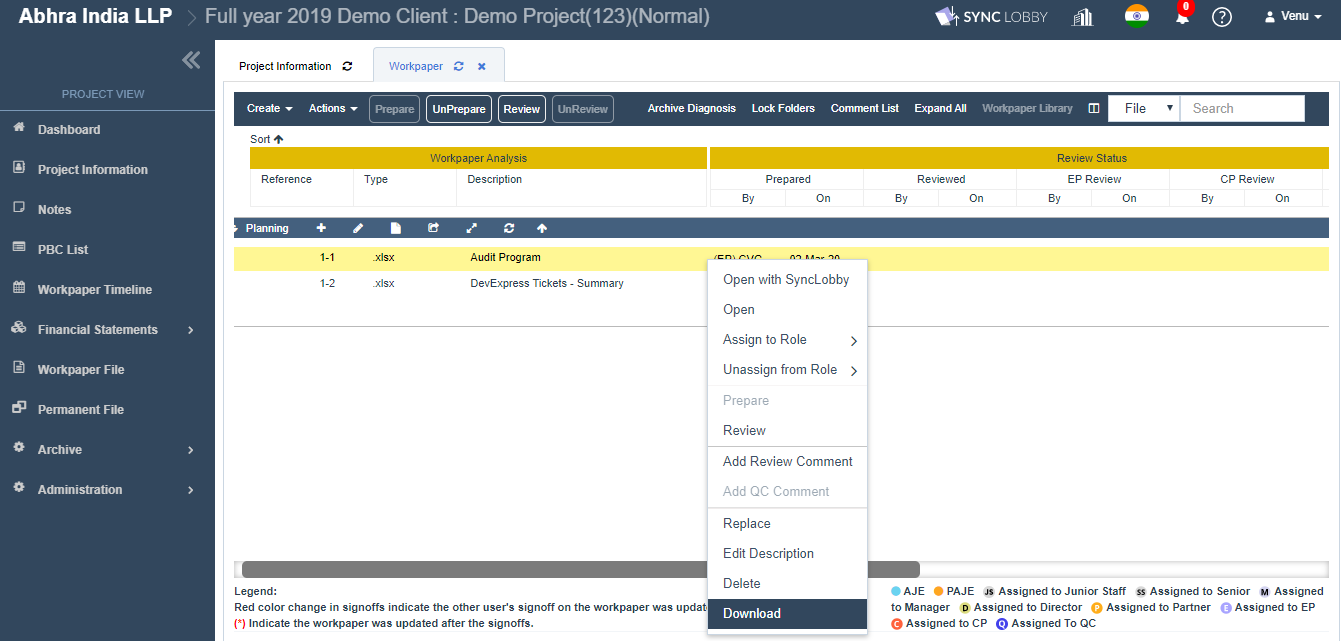 Abhra India LLP Full year 2019 Demo Client : Demo Project(123)(Normal) SYNC LOBBY 0 ? Venu
PROJECT VIEW
Dashboard
Project Information
Notes
PBC List
Workpaper Timeline
Financial Statements
Workpaper File
Permanent File
Archive
Administration
Project Information Workpaper
Create Actions Prepare UnPrepare Review UnReview Archive Diagnosis Lock Folders Comment List Expand All Workpaper Library File Search
Sort
Workpaper Analysis Review Status
Reference Type Description Prepared Reviewed EP Review CP Review
By On By On By On By On
Planning
1-1 .xlsx Audit Program (EP) CVG 02-Mar-20
1-2 .xlsx DevExpress Tickets - Summary
Open with SyncLobby
Open
Assign to Role
Unassign from Role
Prepare
Review
Add Review Comment
Add QC Comment
Replace
Edit Description
Delete
Download
Legend:
Red color change in signoffs indicate the other user's signoff on the workpaper was
(*) Indicate the workpaper was updated after the signoffs.
AJE PAJE JS Assigned to Junior Staff SS Assigned to Senior M Assigned
to Manager D Assigned to Director P Assigned to Partner E Assigned to EP
C Assigned to CP Q Assigned To QC